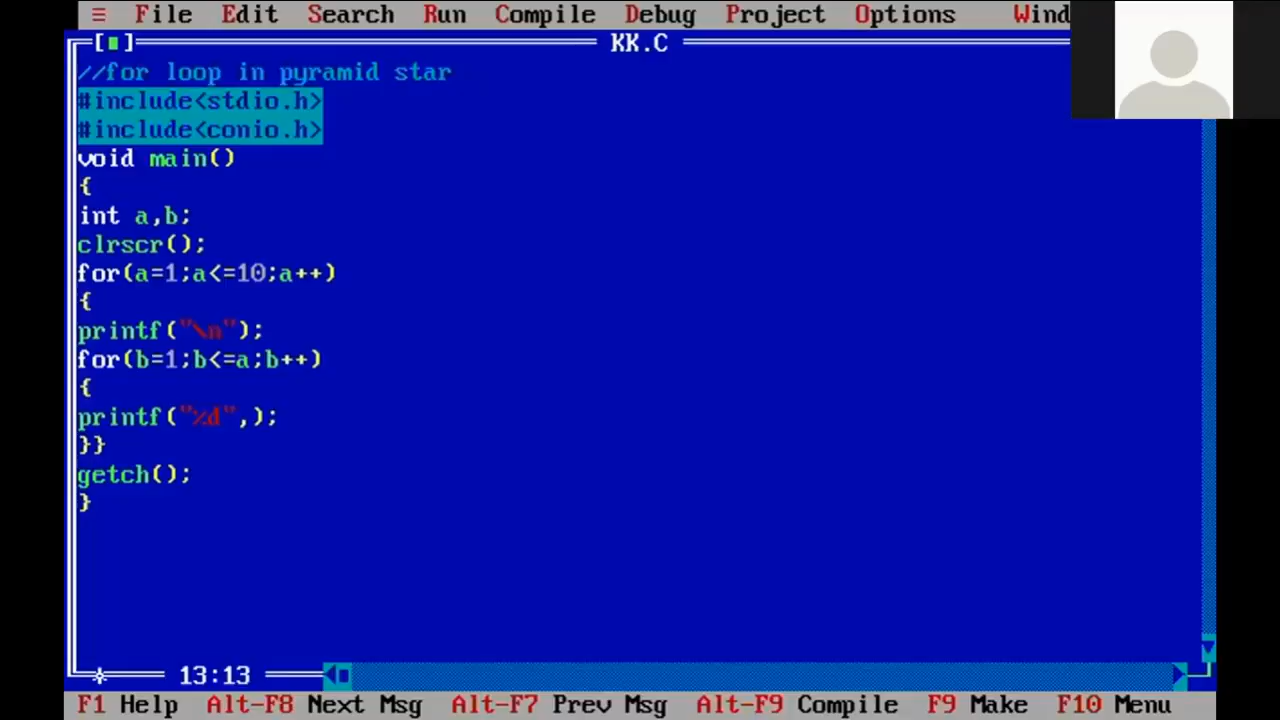 ≡ File Edit Search Run Compile Debug Project Options Wind
[■] KK.C
//for loop in pyramid star
#include<stdio.h>
#include<conio.h>
void main()
{
int a,b;
clrscr();
for(a=1;a<=10;a++)
{
printf("\n");
for(b=1;b<=a;b++)
{
printf("%d",);
}}
getch();
}
13:13
F1 Help Alt-F8 Next Msg Alt-F7 Prev Msg Alt-F9 Compile F9 Make F10 Menu